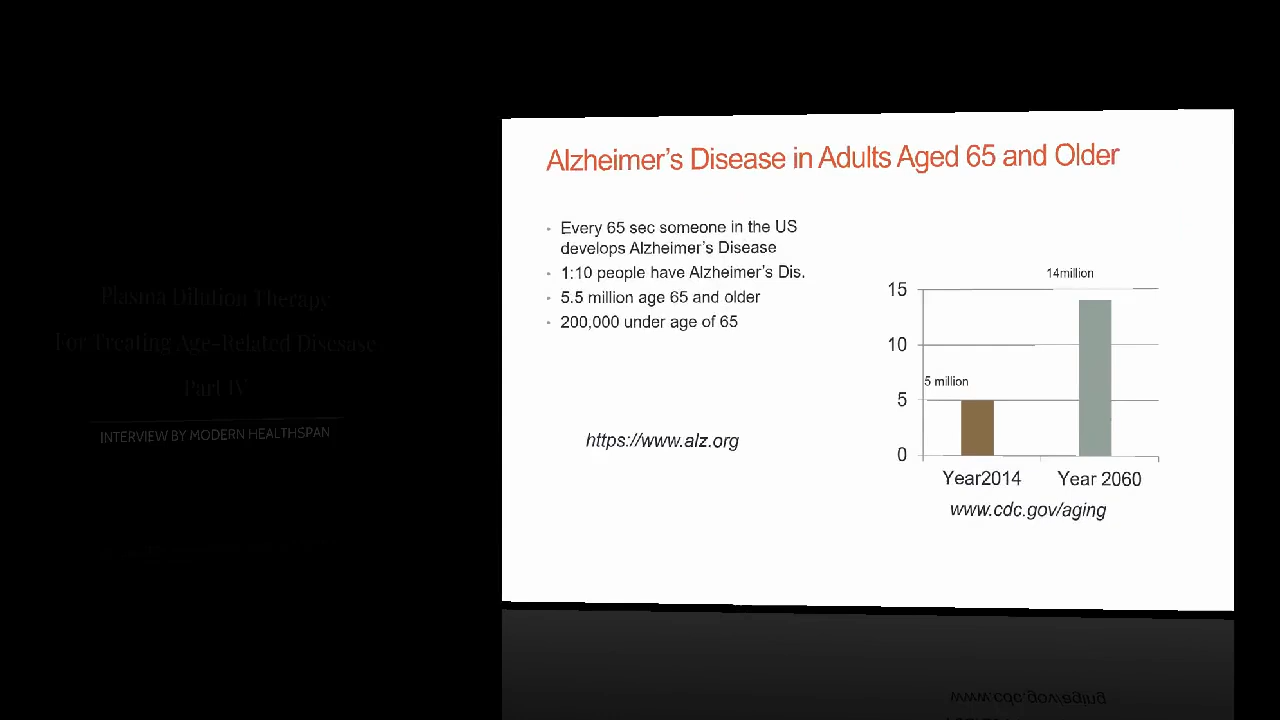 Plasma Dilution Therapy
For Treating Age-Related Disesase
Part IV
INTERVIEW BY MODERN HEALTHSPAN
Alzheimer's Disease in Adults Aged 65 and Older
• Every 65 sec someone in the US
develops Alzheimer's Disease
• 1:10 people have Alzheimer's Dis.
• 5.5 million age 65 and older
• 200,000 under age of 65
https://www.alz.org
14million
15
10
5 million
5
0
Year2014 Year 2060
www.cdc.gov/aging